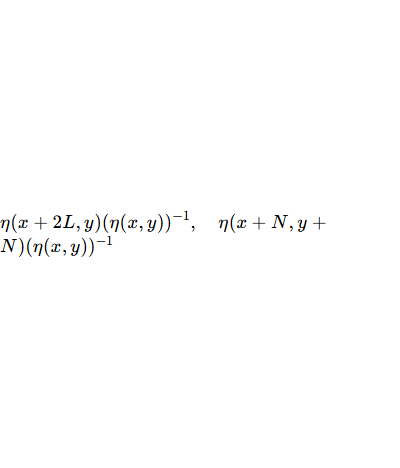 η(x + 2L, y)(η(x, y))⁻¹,  η(x + N, y +
N)(η(x, y))⁻¹